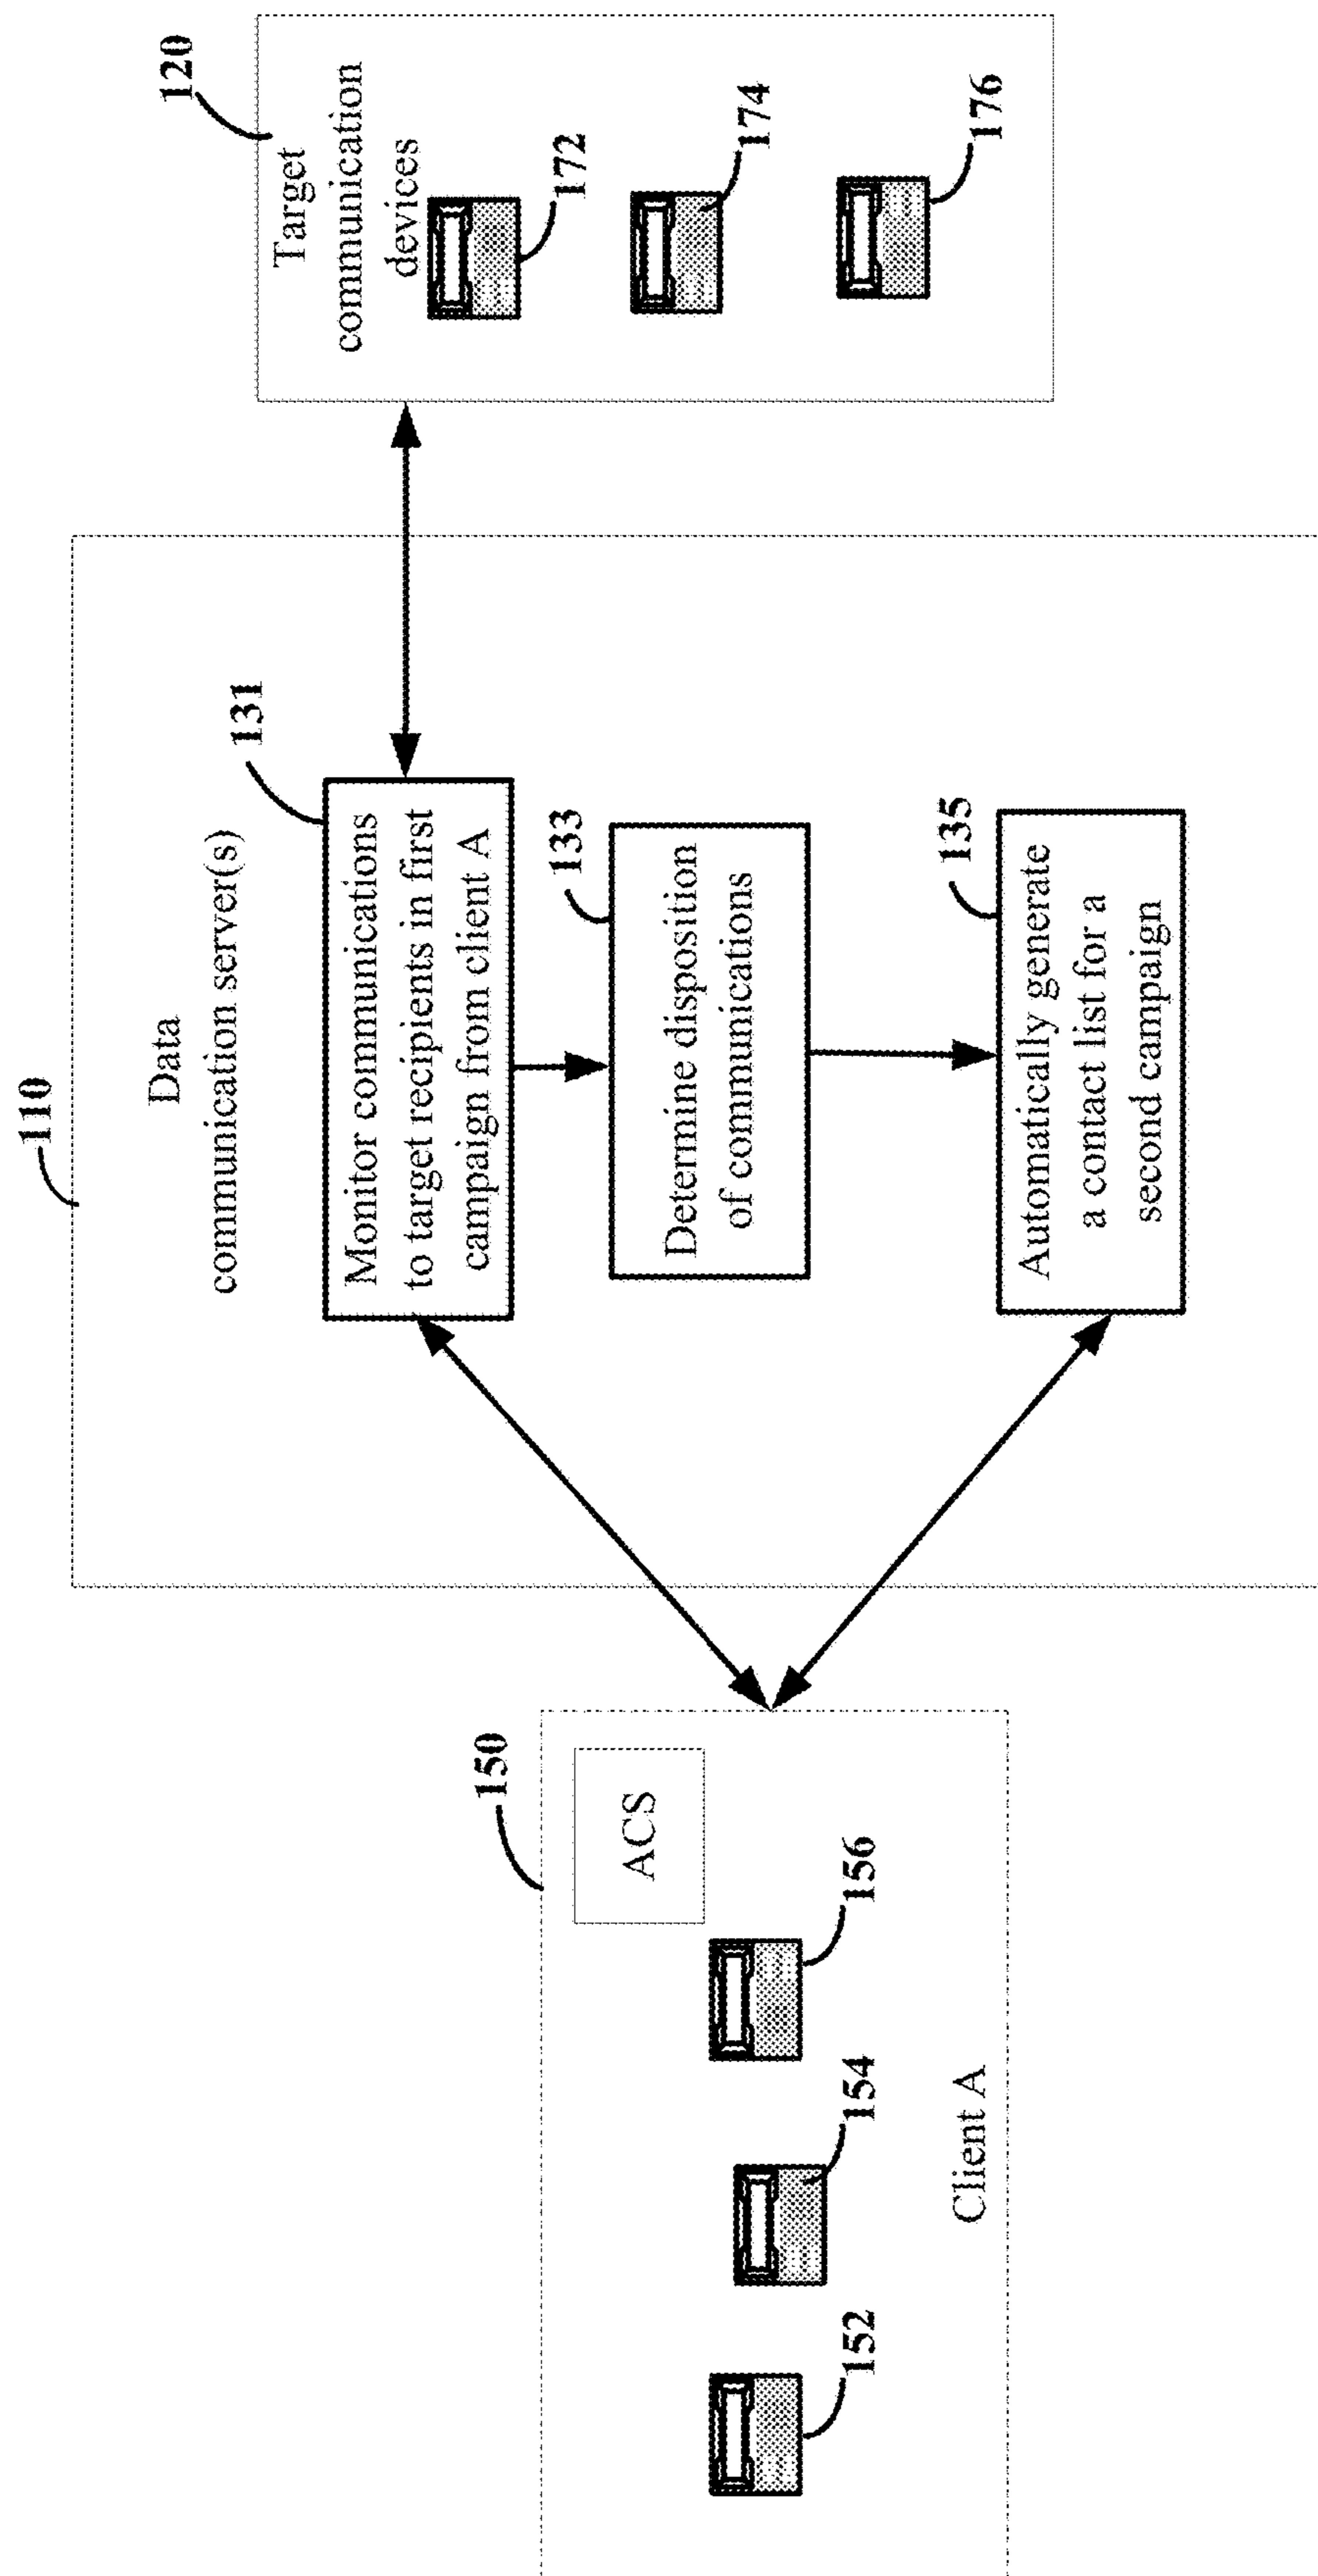 110
Data
communication server(s)
131
Monitor communications
to target recipients in first
campaign from client A
133
Determine disposition
of communications
135
Automatically generate
a contact list for a
second campaign
120
Target
communication
devices
172
174
176
150
ACS
152
154
156
Client A